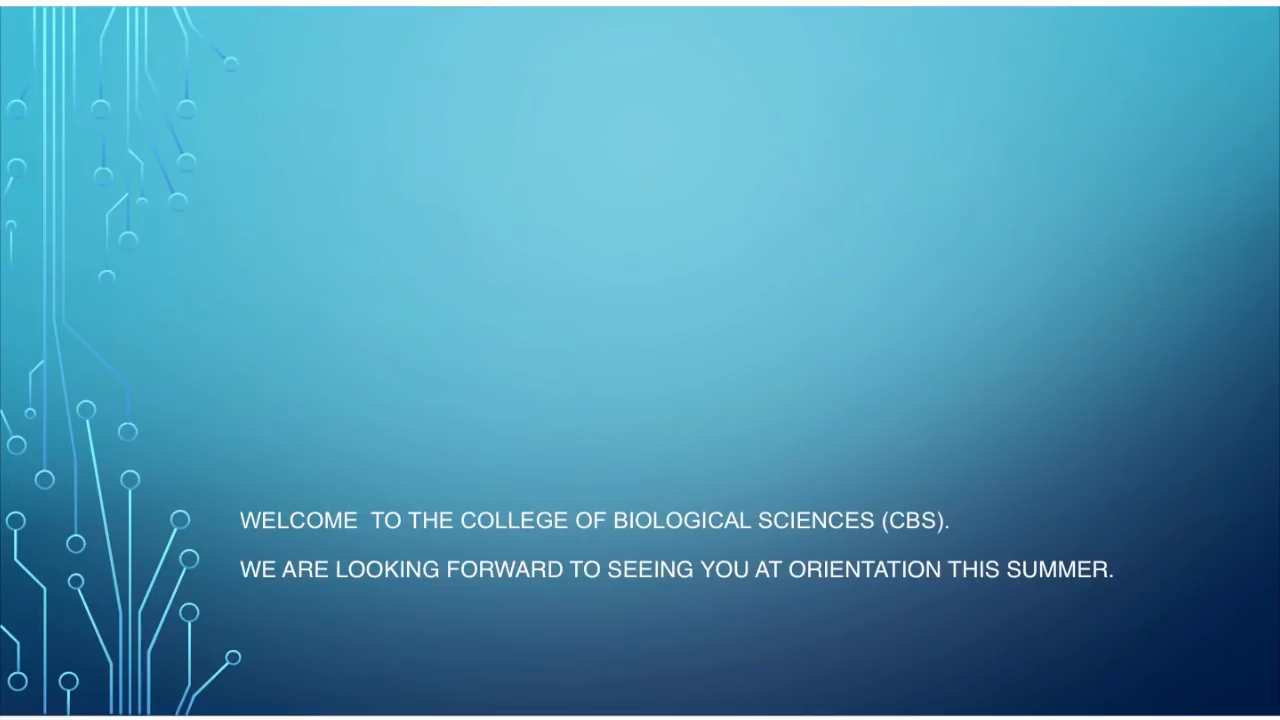 WELCOME  TO THE COLLEGE OF BIOLOGICAL SCIENCES (CBS).
WE ARE LOOKING FORWARD TO SEEING YOU AT ORIENTATION THIS SUMMER.